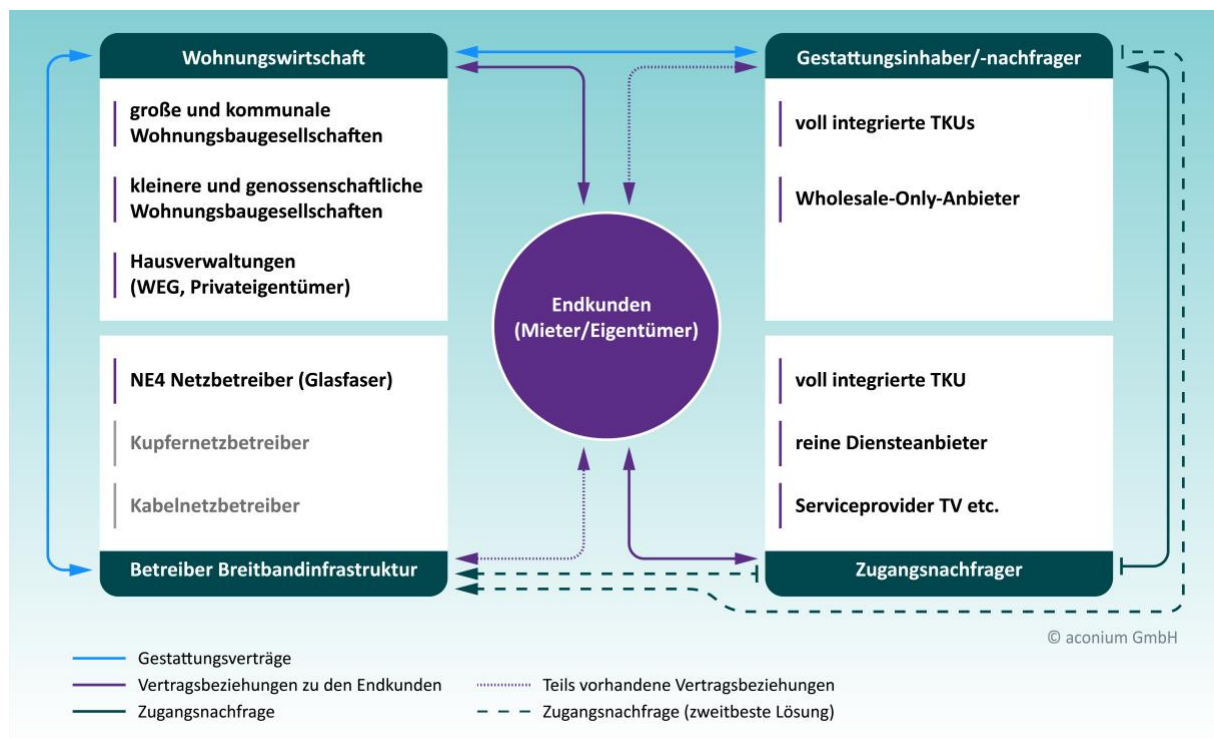 Wohnungswirtschaft
große und kommunale
Wohnungsbaugesellschaften
kleinere und genossenschaftliche
Wohnungsbaugesellschaften
Hausverwaltungen
(WEG, Privateigentümer)
Gestattungsinhaber/-nachfrager
voll integrierte TKUs
Wholesale-Only-Anbieter
Endkunden
(Mieter/Eigentümer)
NE4 Netzbetreiber (Glasfaser)
Kupfernetzbetreiber
Kabelnetzbetreiber
Betreiber Breitbandinfrastruktur
voll integrierte TKU
reine Diensteanbieter
Serviceprovider TV etc.
Zugangsnachfrager
© aconium GmbH
Gestattungsverträge
Vertragsbeziehungen zu den Endkunden
Zugangsnachfrage
Teils vorhandene Vertragsbeziehungen
Zugangsnachfrage (zweitbeste Lösung)